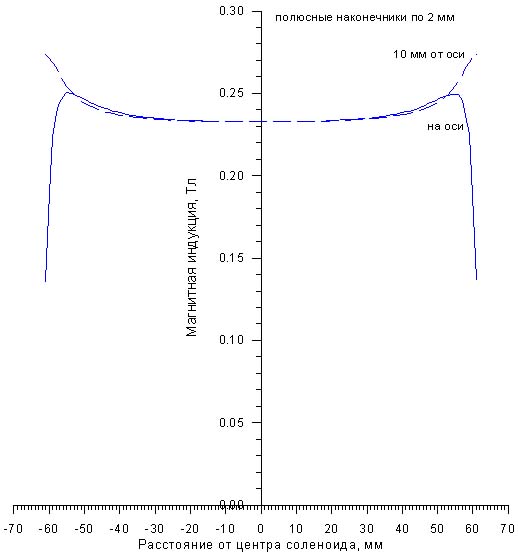 0.30
полюсные наконечники по 2 мм
10 мм от оси
0.25
на оси
0.20
Магнитная индукция, Тл
0.15
0.10
0.05
0.00
-70 -60 -50 -40 -30 -20 -10 0 10 20 30 40 50 60 70
Расстояние от центра соленоида, мм